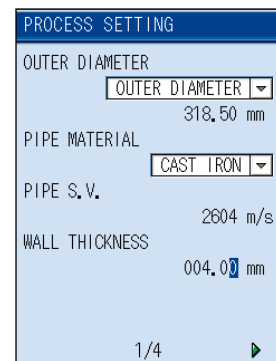 PROCESS SETTING
OUTER DIAMETER
OUTER DIAMETER
318.50 mm
PIPE MATERIAL
CAST IRON
PIPE S.V.
2604 m/s
WALL THICKNESS
004.00 mm
1/4